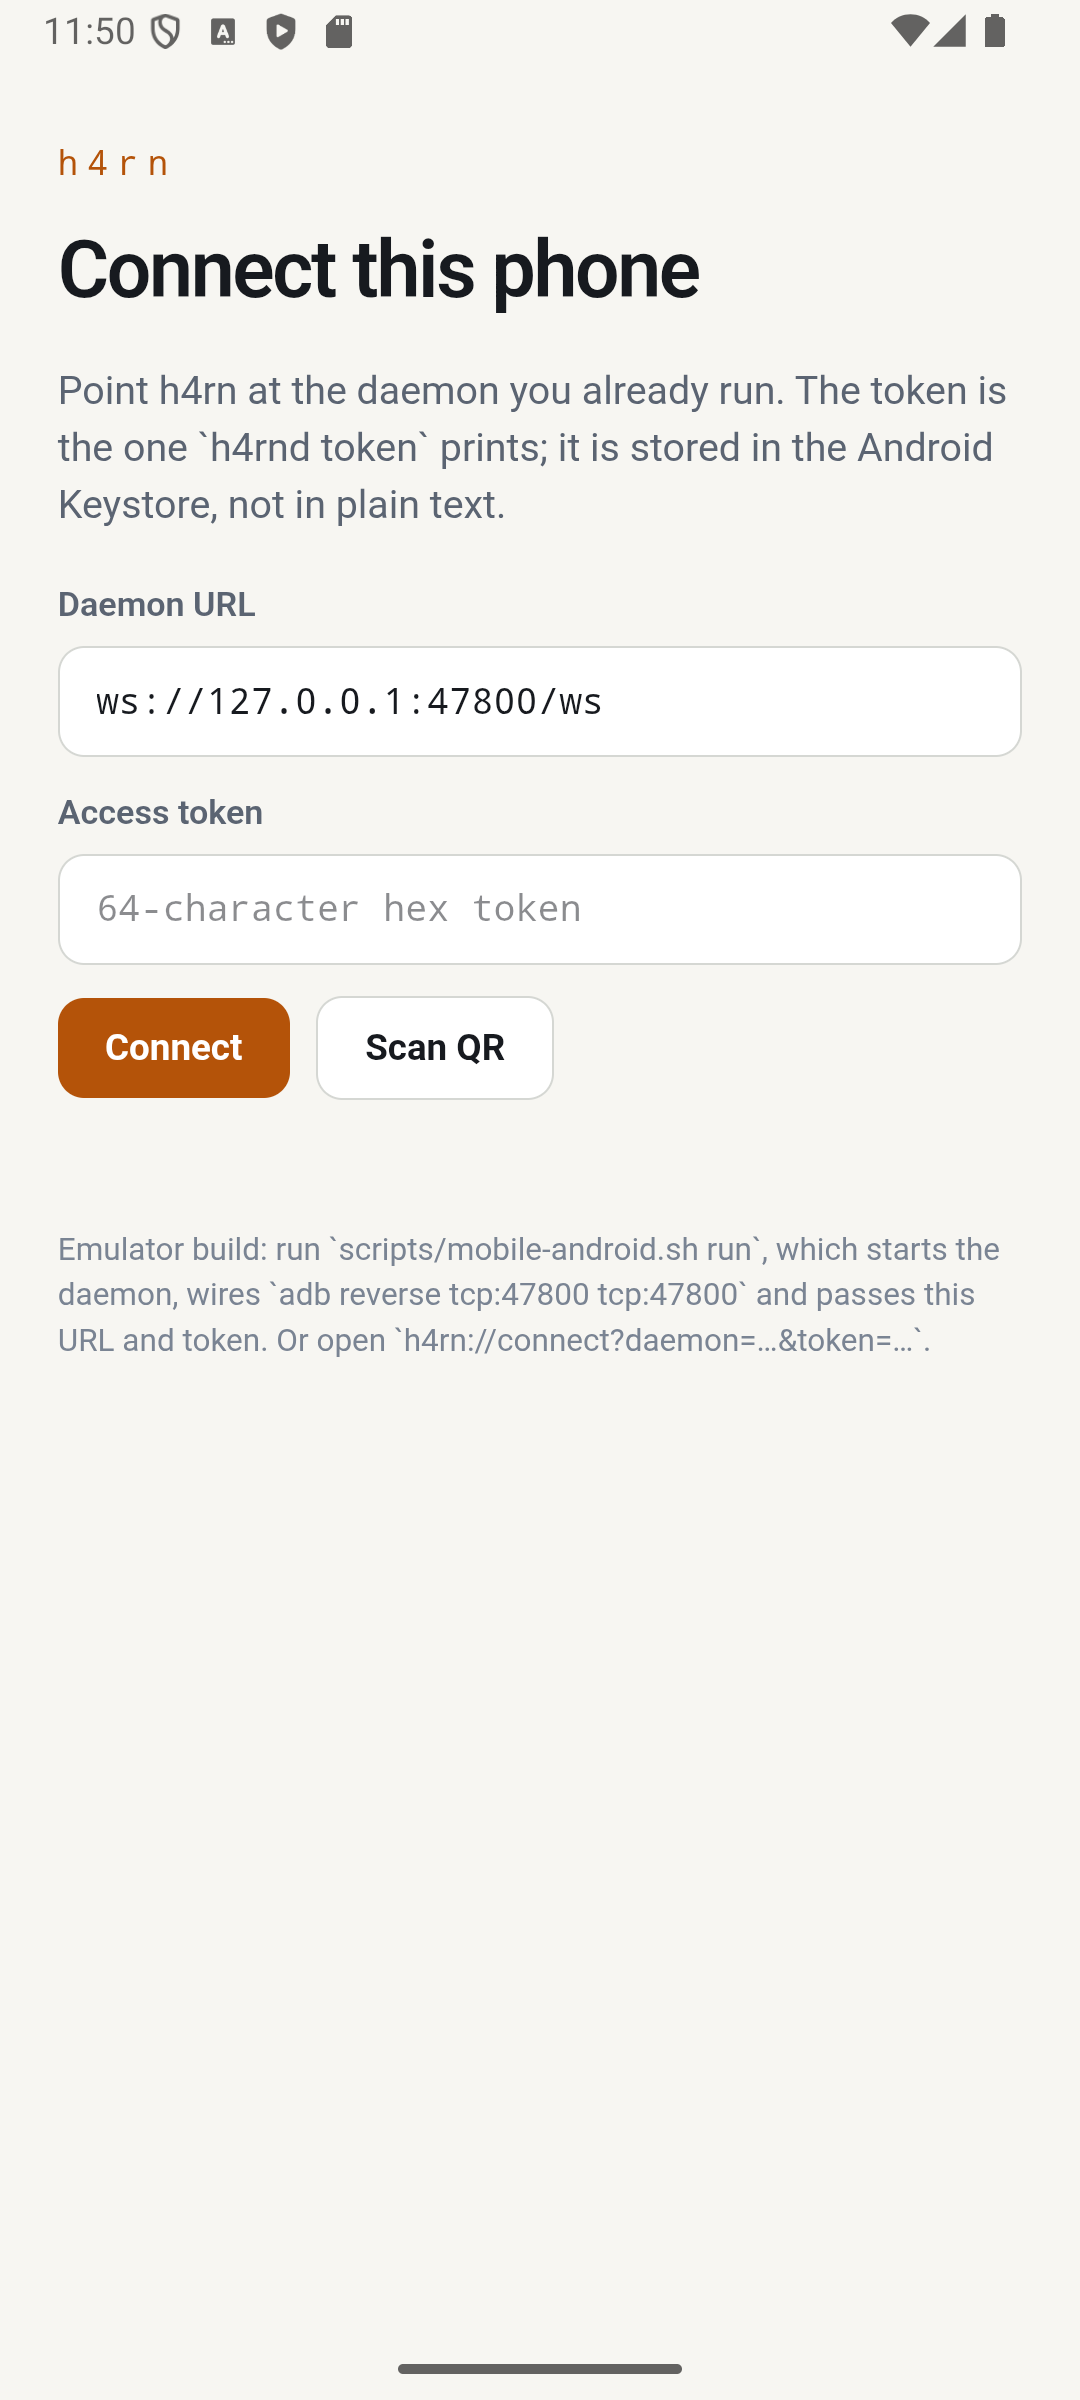 11:50
h4rn
Connect this phone
Point h4rn at the daemon you already run. The token is
the one `h4rnd token` prints; it is stored in the Android
Keystore, not in plain text.
Daemon URL
ws://127.0.0.1:47800/ws
Access token
64-character hex token
Connect
Scan QR
Emulator build: run `scripts/mobile-android.sh run`, which starts the
daemon, wires `adb reverse tcp:47800 tcp:47800` and passes this
URL and token. Or open `h4rn://connect?daemon=…&token=…`.